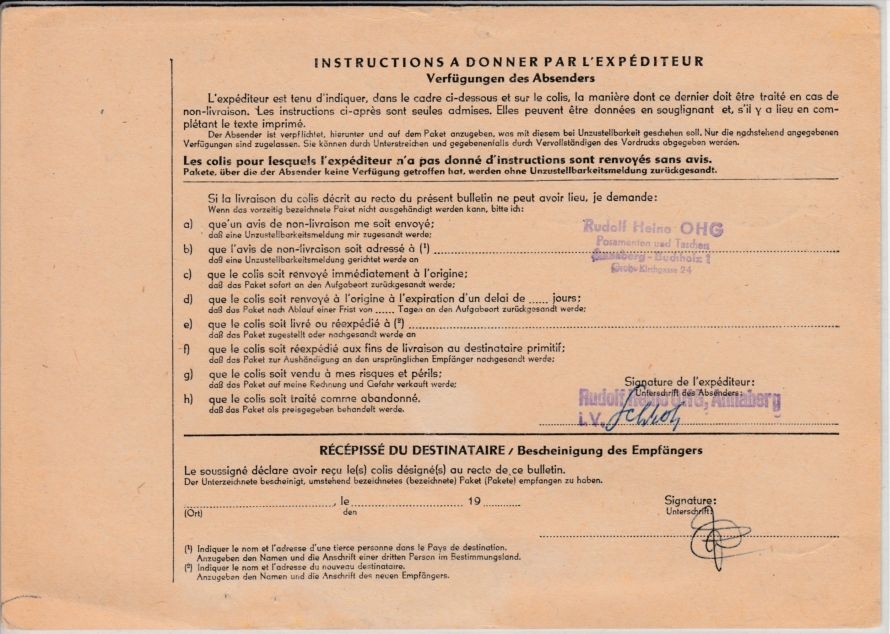 INSTRUCTIONS A DONNER PAR L'EXPÉDITEUR
Verfügungen des Absenders
L'expéditeur est tenu d'indiquer, dans le cadre ci-dessous et sur le colis, la manière dont ce dernier doit être traité en cas de
non-livraison. Les instructions ci-après sont seules admises. Elles peuvent être données en soulignant et, s'il y a lieu en com-
plétant le texte imprimé.
Der Absender ist verpflichtet, hierunter und auf dem Paket anzugeben, was mit diesem bei Unzustellbarkeit geschehen soll. Nur die nachstehend angegebenen
Verfügungen sind zugelassen. Sie können durch Unterstreichen und gegebenenfalls durch Vervollständigen des Vordrucks abgegeben werden.
Les colis pour lesquels l'expéditeur n'a pas donné d'instructions sont renvoyés sans avis.
Pakete, über die der Absender keine Verfügung getroffen hat, werden ohne Unzustellbarkeitsmeldung zurückgesandt.
Si la livraison du colis décrit au recto du présent bulletin ne peut avoir lieu, je demande:
Wenn das vorzeitig bezeichnete Paket nicht ausgehändigt werden kann, bitte ich:
a) que'un avis de non-livraison me soit envoyé;
daß eine Unzustellbarkeitsmeldung mir zugesandt werde;
Rudolf Heino OHG
Posamenten und Taschen
Annaberg-Buchholz 1
Große Kirchgasse 24
b) que l'avis de non-livraison soit adressé à (¹)
daß eine Unzustellbarkeitsmeldung gerichtet werde an
c) que le colis soit renvoyé immédiatement à l'origine;
daß das Paket sofort an den Aufgabeort zurückgesandt werde;
d) que le colis soit renvoyé à l'origine à l'expiration d'un delai de ...... jours;
daß das Paket nach Ablauf einer Frist von ...... Tagen an den Aufgabeort zurückgesandt werde;
e) que le colis soit livré ou réexpédié à (²)
daß das Paket zugestellt oder nachgesandt werde an
f) que le colis soit réexpédié aux fins de livraison au destinataire primitif;
daß das Paket zur Aushändigung an den ursprünglichen Empfänger nachgesandt werde;
g) que le colis soit vendu à mes risques et périls;
daß das Paket auf meine Rechnung und Gefahr verkauft werde;
h) que le colis soit traité comme abandonné.
daß das Paket als preisgegeben behandelt werde.
Signature de l'expéditeur:
Unterschrift des Absenders:
Rudolf Heino OHG, Annaberg
i.V.
RÉCÉPISSÉ DU DESTINATAIRE / Bescheinigung des Empfängers
Le soussigné déclare avoir reçu le(s) colis désigné(s) au recto de ce bulletin.
Der Unterzeichnete bescheinigt, umstehend bezeichnetes (bezeichnete) Paket (Pakete) empfangen zu haben.
, le 19
(Ort) den
Signature:
Unterschrift:
(¹) Indiquer le nom et l'adresse d'une tierce personne dans le Pays de destination.
Anzugeben den Namen und die Anschrift einer dritten Person im Bestimmungsland.
(²) Indiquer le nom et l'adresse du nouveau destinataire.
Anzugeben den Namen und die Anschrift des neuen Empfängers.